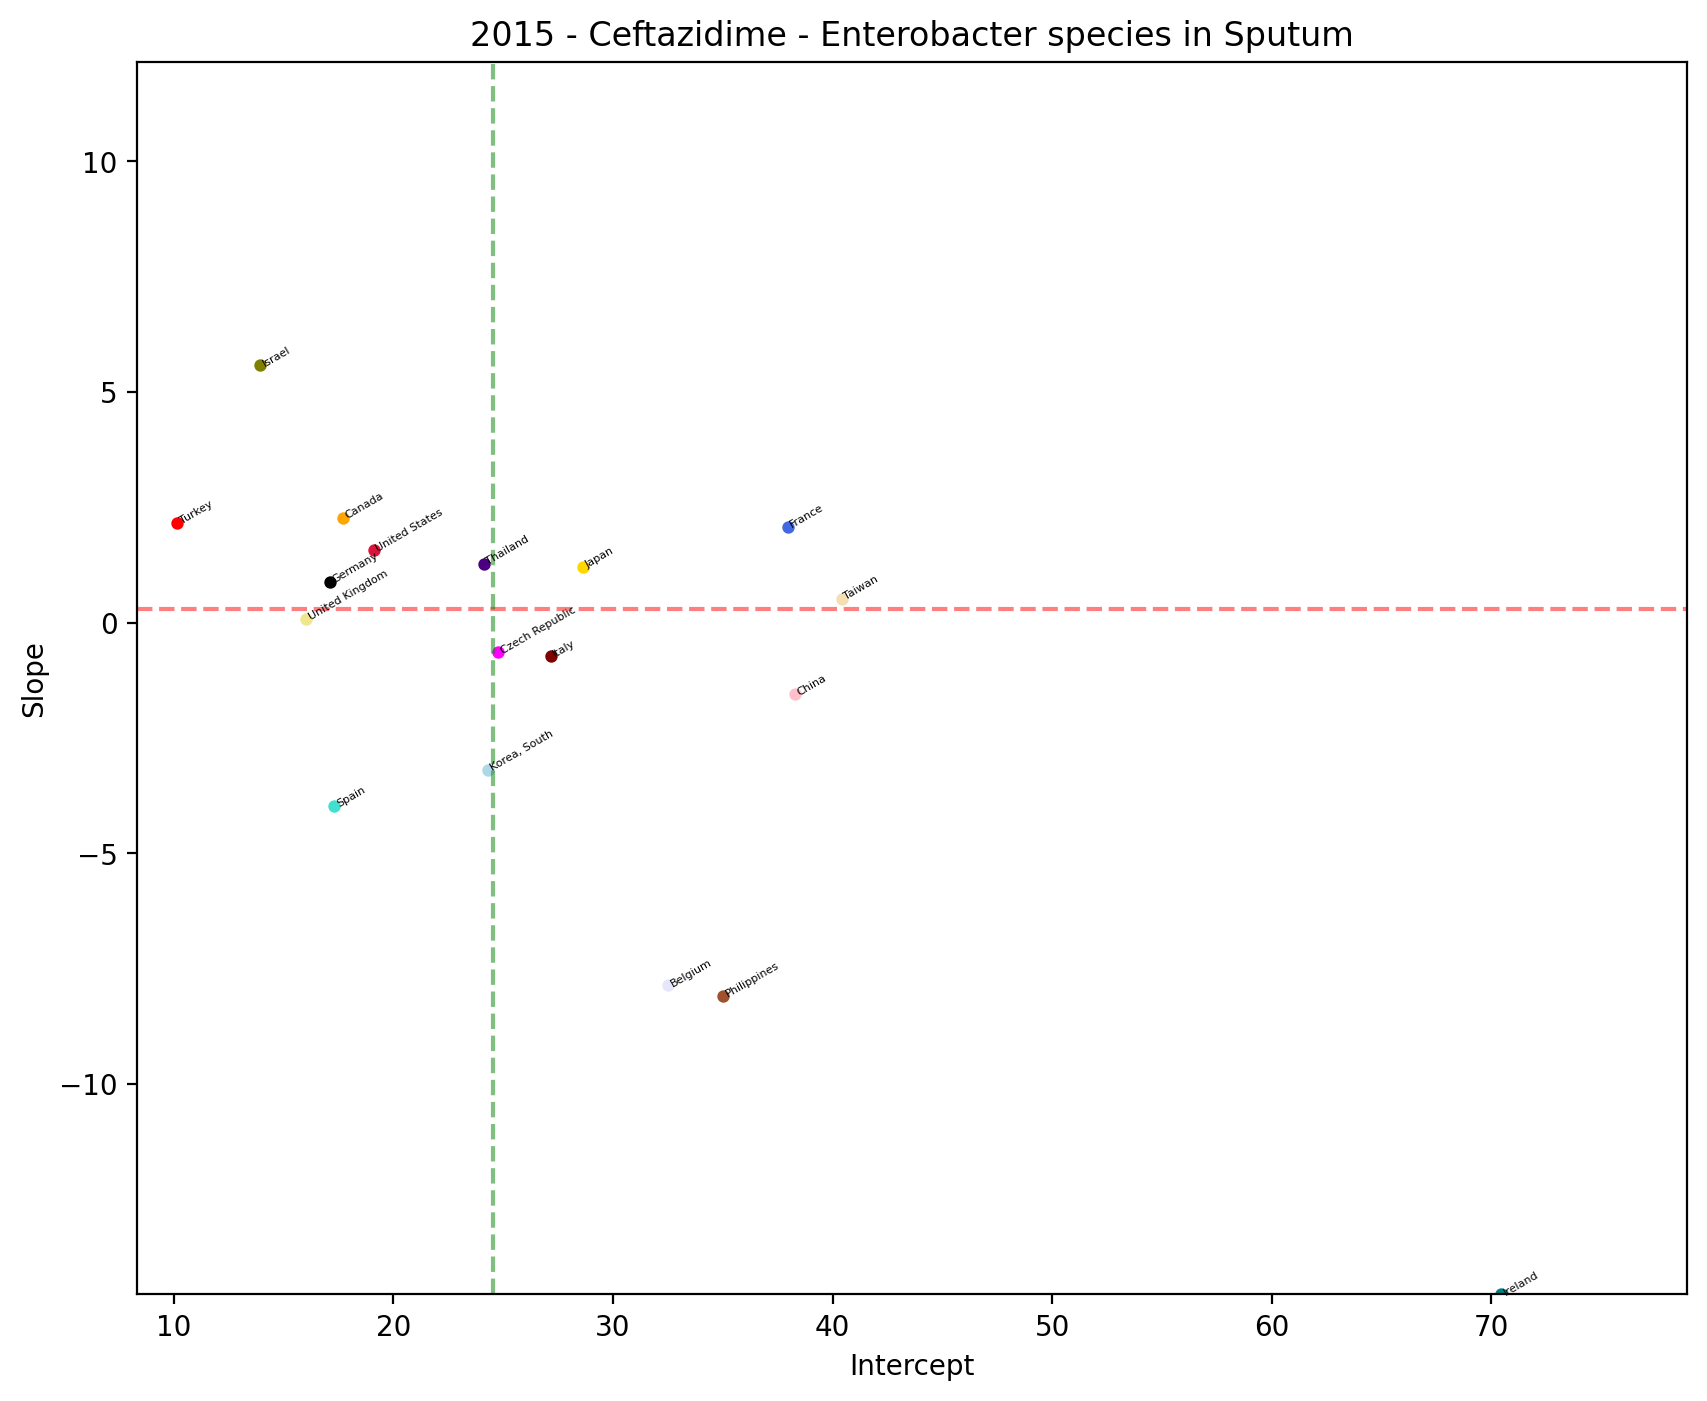 2015 - Ceftazidime - Enterobacter species in Sputum
10
5
0
−5
−10
Slope
Israel
Turkey
Canada
United States
Germany
United Kingdom
Thailand
Japan
France
Taiwan
Czech Republic
Italy
China
Korea, South
Spain
Belgium
Philippines
Ireland
10 20 30 40 50 60 70
Intercept